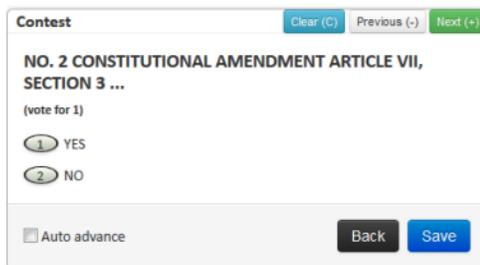 Contest Clear (C) Previous (-) Next (+)
NO. 2 CONSTITUTIONAL AMENDMENT ARTICLE VII,
SECTION 3 ...
(vote for 1)
1 YES
2 NO
Auto advance Back Save